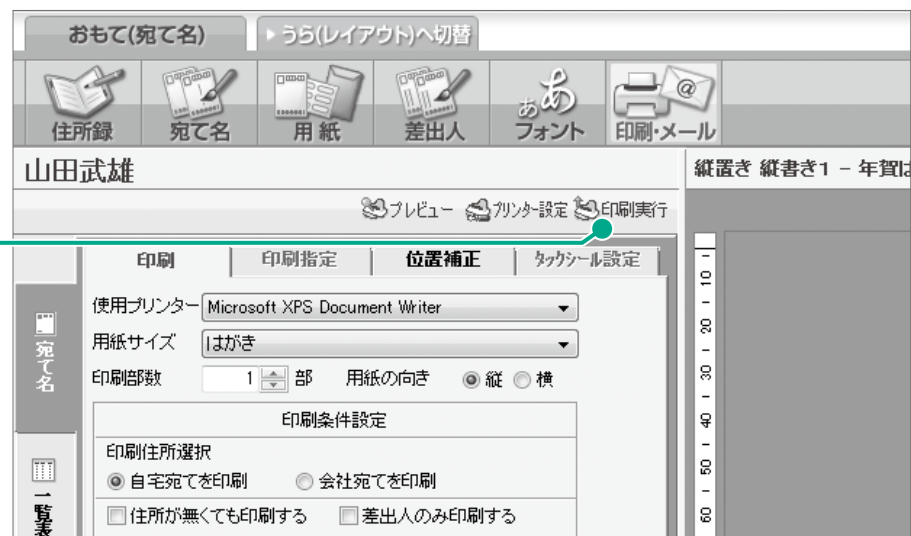 おもて(宛て名)
うら(レイアウト)へ切替
住所録
宛て名
用紙
差出人
フォント
印刷・メール
山田武雄
縦置き 縦書き1 - 年賀は
プレビュー
プリンター設定
印刷実行
印刷
印刷指定
位置補正
タックシール設定
使用プリンター
Microsoft XPS Document Writer
用紙サイズ
はがき
印刷部数
1
部
用紙の向き
縦
横
印刷条件設定
印刷住所選択
自宅宛てを印刷
会社宛てを印刷
住所が無くても印刷する
差出人のみ印刷する
宛て名
一覧表
10
20
30
40
50
60